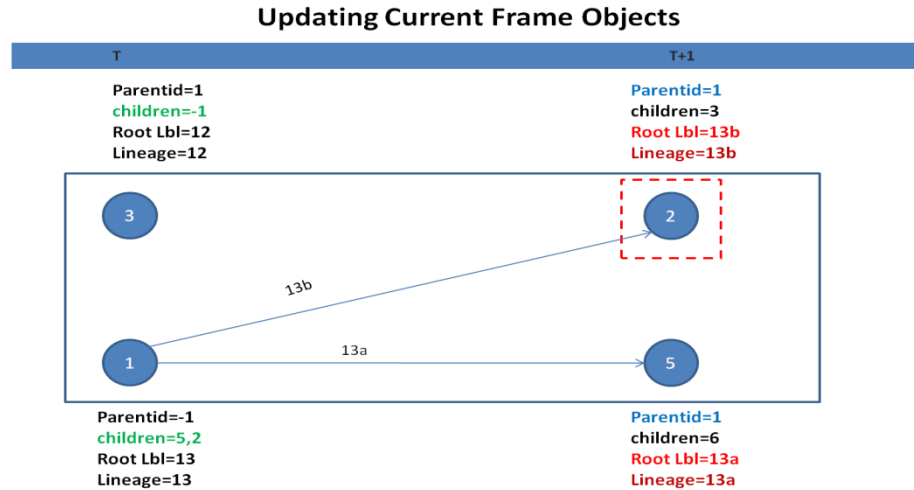 Updating Current Frame Objects
T T+1
Parentid=1
children=-1
Root Lbl=12
Lineage=12
Parentid=1
children=3
Root Lbl=13b
Lineage=13b
3
2
13b
13a
1
5
Parentid=-1
children=5,2
Root Lbl=13
Lineage=13
Parentid=1
children=6
Root Lbl=13a
Lineage=13a